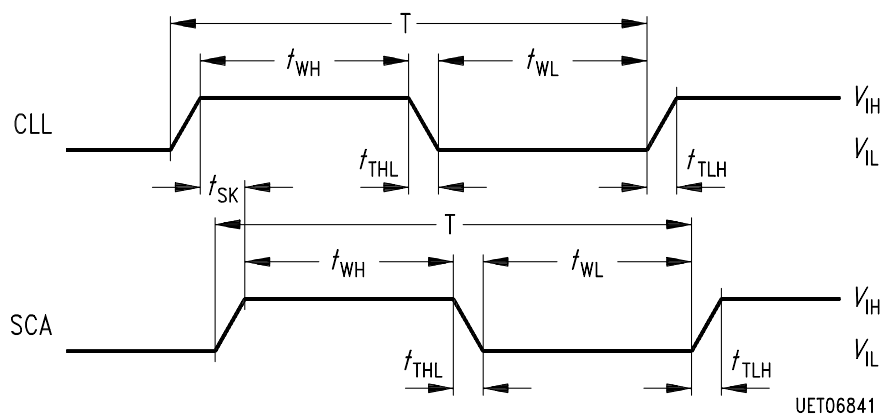 T
tWH tWL
CLL VIH
VIL
tTHL tTLH
tSK
T
tWH tWL
SCA VIH
VIL
tTHL tTLH
UET06841